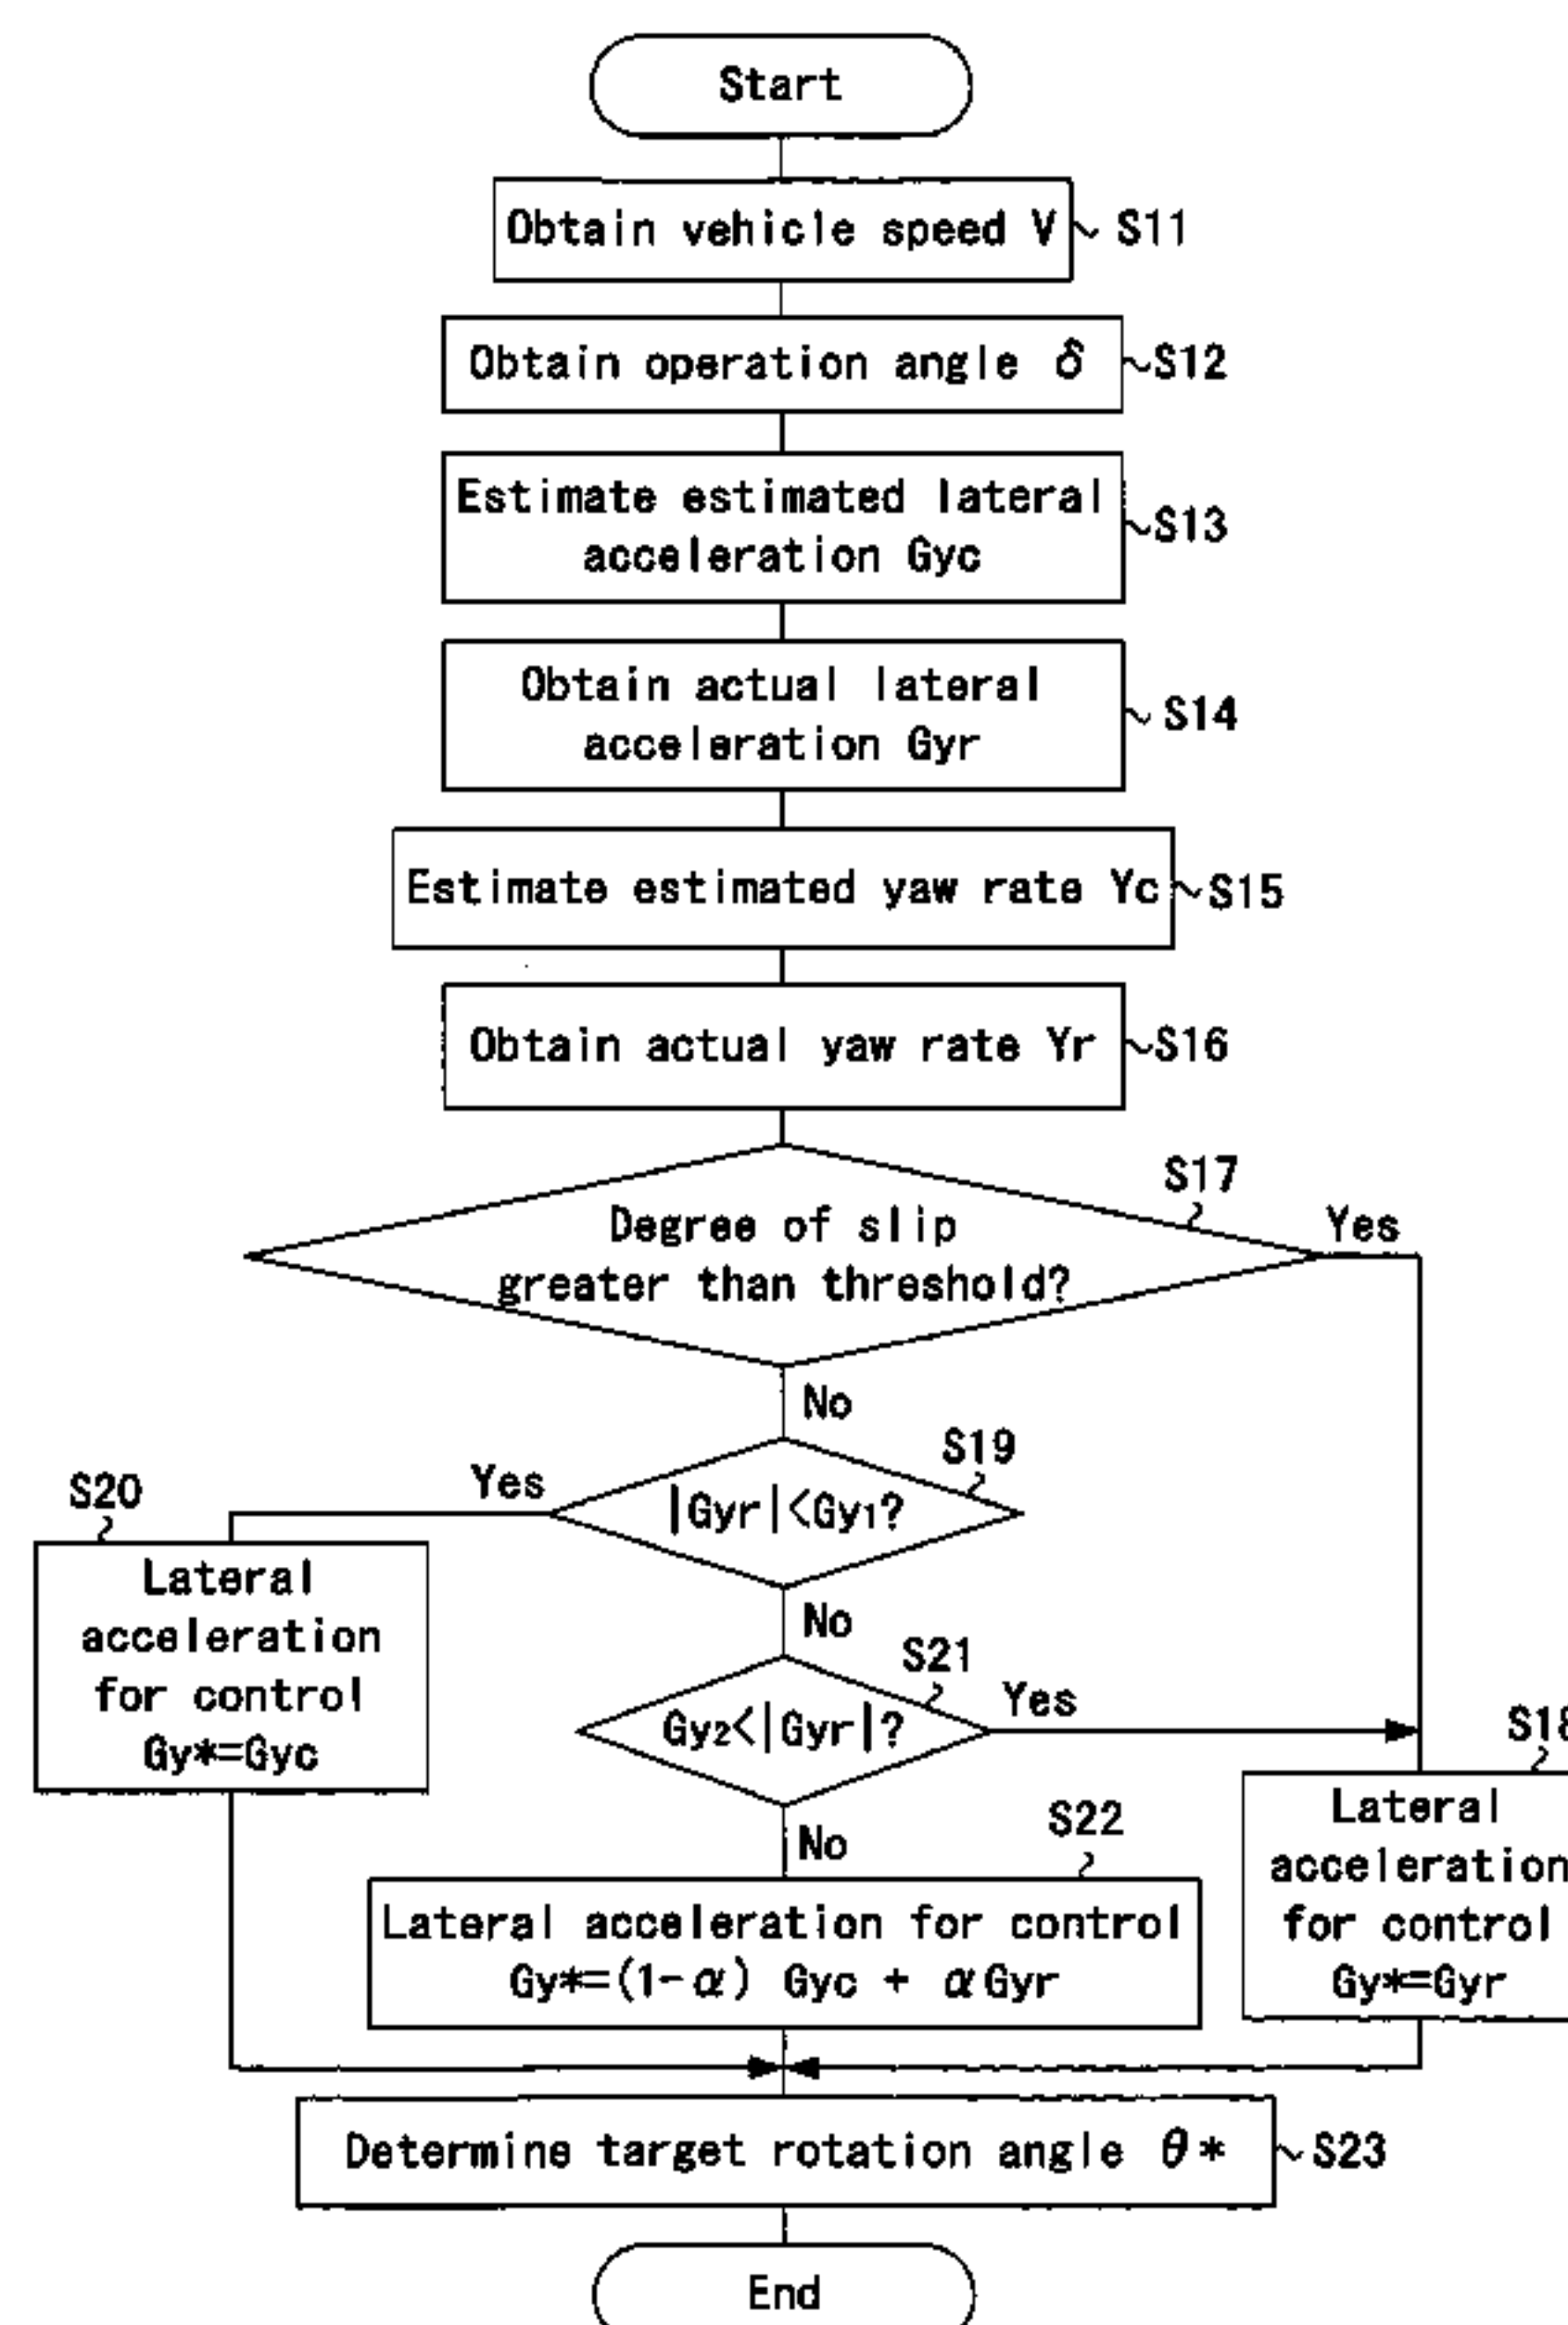 Start
Obtain vehicle speed V
S11
Obtain operation angle δ
S12
Estimate estimated lateral
acceleration Gyc
S13
Obtain actual lateral
acceleration Gyr
S14
Estimate estimated yaw rate Yc
S15
Obtain actual yaw rate Yr
S16
S17
Degree of slip
greater than threshold?
Yes
No
S19
|Gyr|<Gy1?
Yes
S20
Lateral
acceleration
for control
Gy*=Gyc
No
S21
Gy2<|Gyr|?
Yes
S18
Lateral
acceleration
for control
Gy*=Gyr
No
S22
Lateral acceleration for control
Gy*=(1-α) Gyc + αGyr
Determine target rotation angle θ*
S23
End